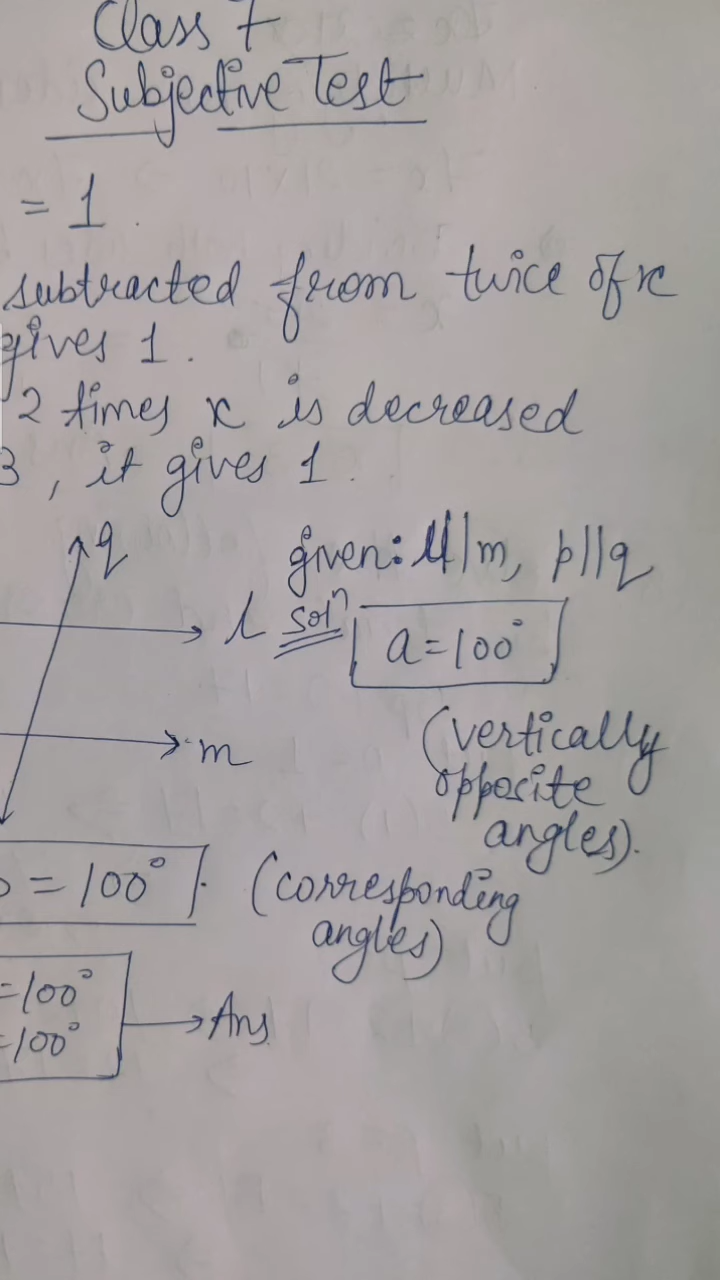 Class 7
Subjective Test
= 1.
subtracted from twice of x
gives 1.
2 times x is decreased
3, it gives 1.
q
given: l||m, p||q
l
Solⁿ
a=100°
m
(vertically
opposite
angles).
= 100°.
(corresponding
angles)
=100°
=100°
Ans